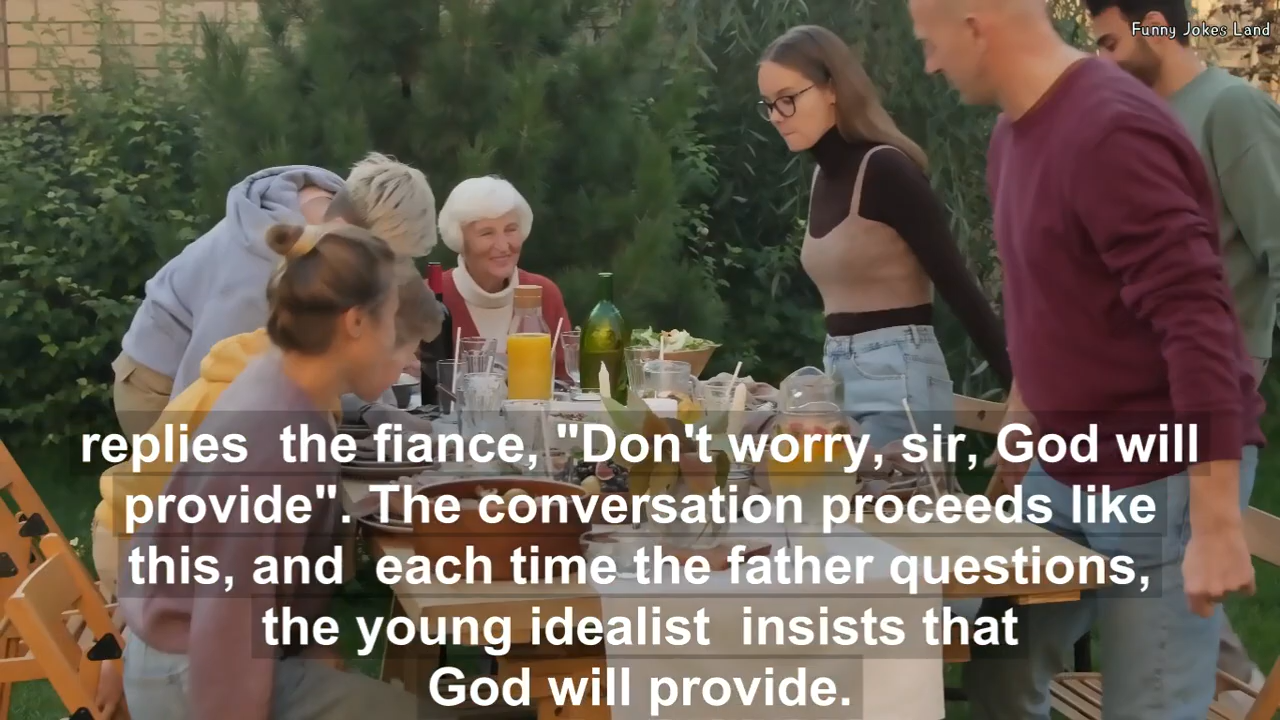 Funny Jokes Land
replies the fiance, "Don't worry, sir, God will
provide". The conversation proceeds like
this, and each time the father questions,
the young idealist insists that
God will provide.